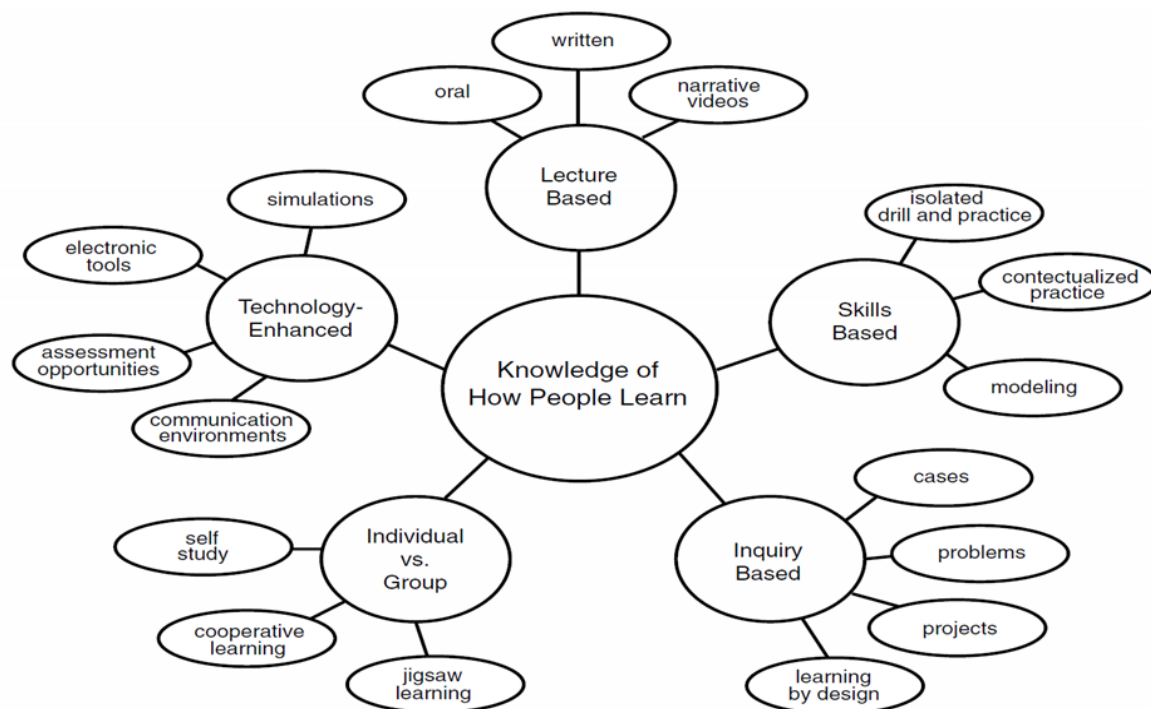 written
oral
narrative
videos
Lecture
Based
simulations
electronic
tools
Technology-
Enhanced
assessment
opportunities
communication
environments
isolated
drill and practice
contectualized
practice
Skills
Based
modeling
Knowledge of
How People Learn
cases
problems
Inquiry
Based
projects
learning
by design
Individual
vs.
Group
self
study
cooperative
learning
jigsaw
learning